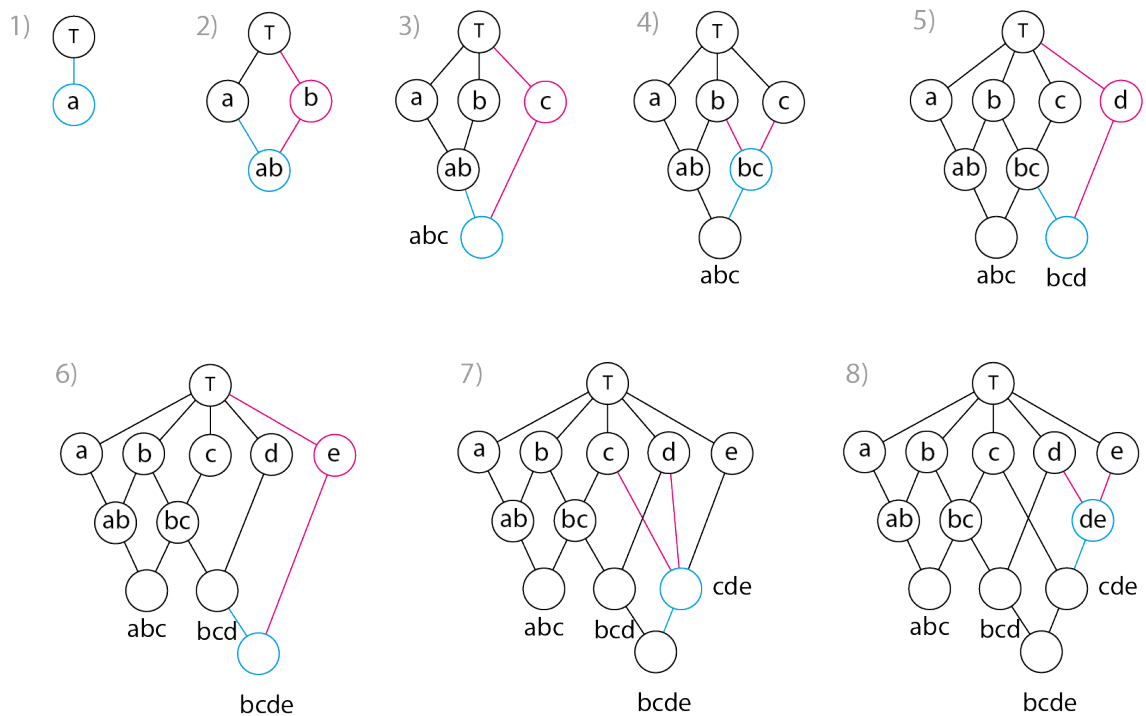 1) 2) 3) 4) 5)
T T T T T
a a b a b c a b c a b c d
ab ab ab bc ab bc
abc abc abc bcd
6) 7) 8)
T T T
a b c d e a b c d e a b c d e
ab bc ab bc ab bc de
abc bcd abc bcd cde abc bcd cde
bcde bcde bcde